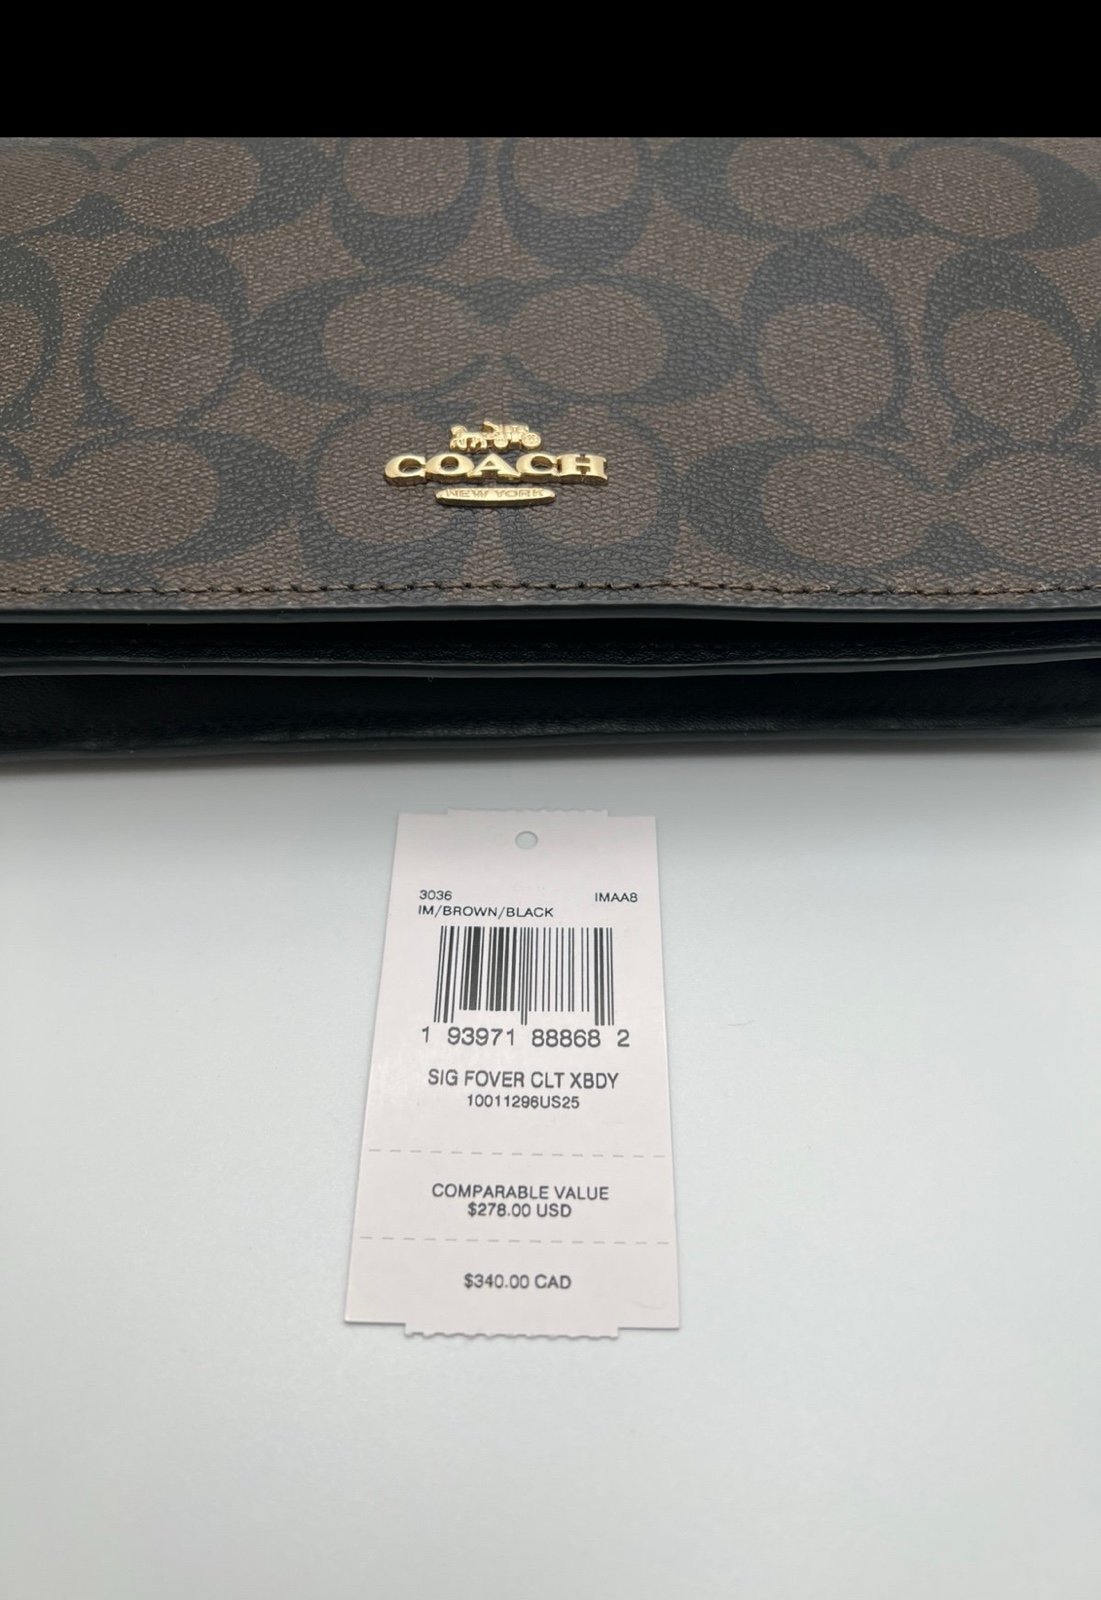 COACH
NEW YORK
3036 IMAA8
IM/BROWN/BLACK
1 93971 88868 2
SIG FOVER CLT XBDY
10011296US25
COMPARABLE VALUE
$278.00 USD
$340.00 CAD